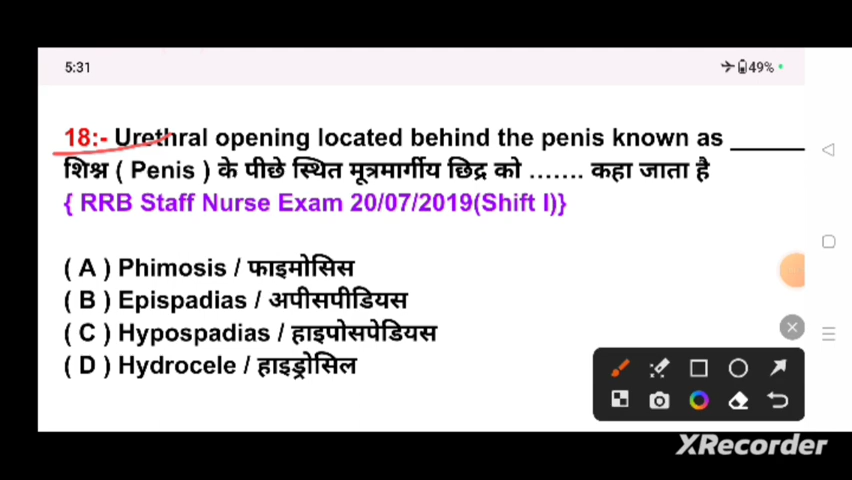 5:31
49%
18:- Urethral opening located behind the penis known as ______
शिश्न ( Penis ) के पीछे स्थित मूत्रमार्गीय छिद्र को ....... कहा जाता है
{ RRB Staff Nurse Exam 20/07/2019(Shift I)}
( A ) Phimosis / फाइमोसिस
( B ) Epispadias / अपीसपीडियस
( C ) Hypospadias / हाइपोसपेडियस
( D ) Hydrocele / हाइड्रोसिल
XRecorder